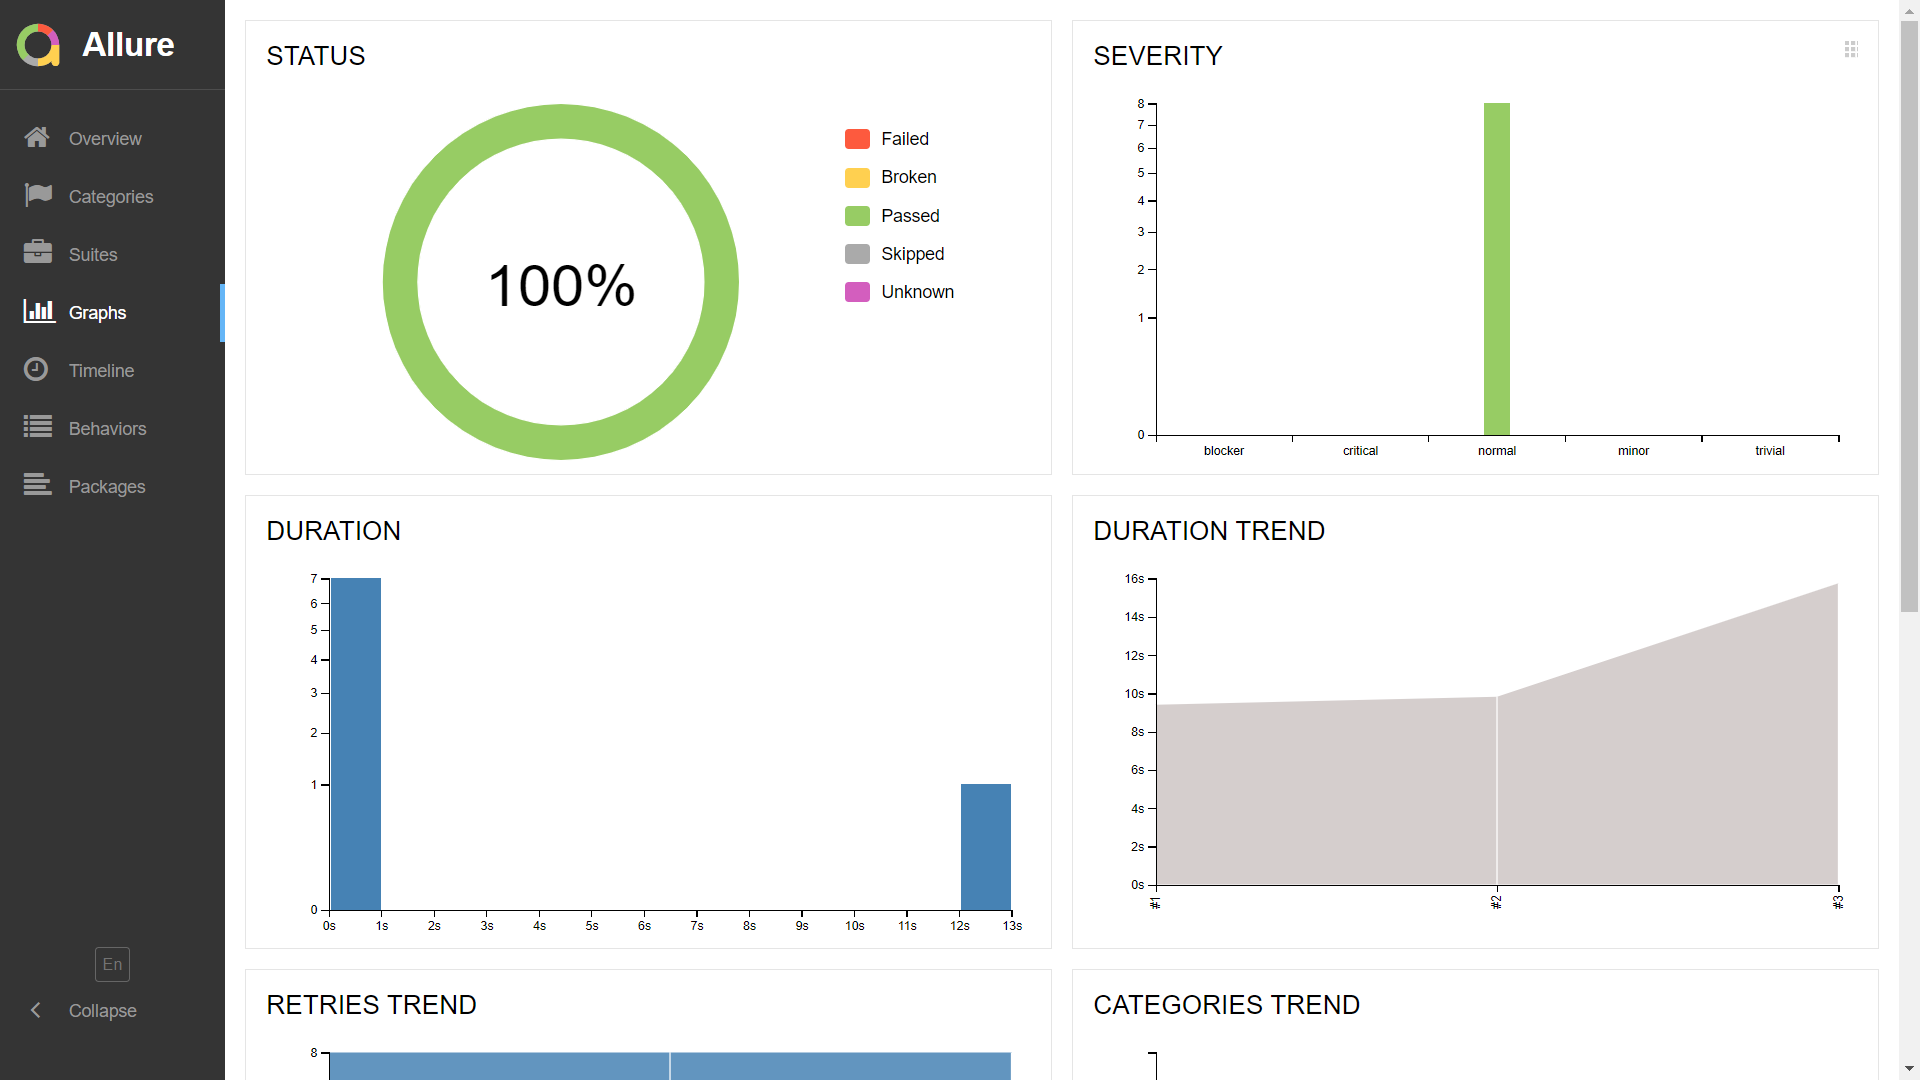 Allure
Overview
Categories
Suites
Graphs
Timeline
Behaviors
Packages
En
Collapse
STATUS
100%
Failed
Broken
Passed
Skipped
Unknown
SEVERITY
8
7
6
5
4
3
2
1
0
blocker critical normal minor trivial
DURATION
7
6
5
4
3
2
1
0
0s 1s 2s 3s 4s 5s 6s 7s 8s 9s 10s 11s 12s 13s
DURATION TREND
16s
14s
12s
10s
8s
6s
4s
2s
0s
#1 #2 #3
RETRIES TREND
8
CATEGORIES TREND